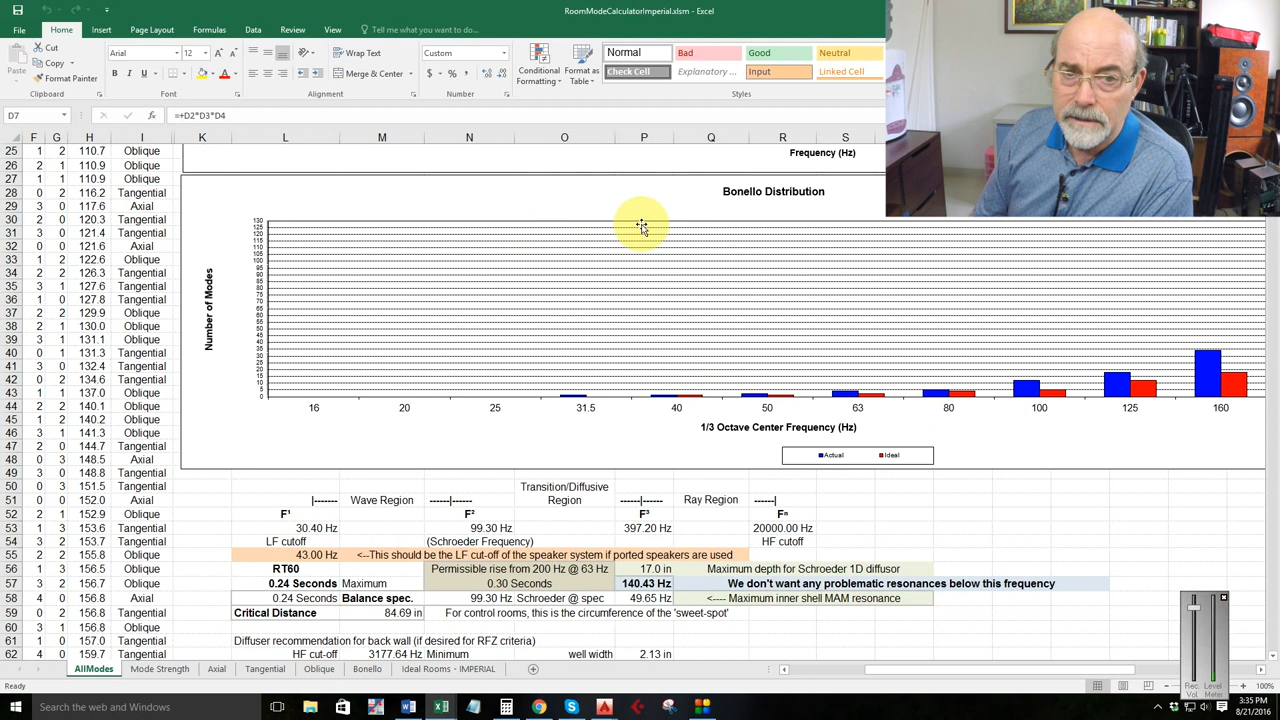 RoomModeCalculatorImperial.xlsm - Excel
File Home Insert Page Layout Formulas Data Review View Tell me what you want to do...
Cut
Copy
Format Painter
Paste
Clipboard
Arial 12
B I U
Font
Wrap Text
Merge & Center
Alignment
Custom
$ % ,
Number
Conditional Formatting
Format as Table
Normal Bad Good Neutral
Check Cell Explanatory ... Input Linked Cell
Styles
D7 fx =+D2*D3*D4
F G H I K L M N O P Q R S T U
25 1 2 110.7 Oblique
26 2 1 110.9 Oblique
27 1 1 110.9 Oblique
28 0 2 116.2 Tangential
29 3 0 117.6 Axial
30 2 0 120.3 Tangential
31 3 0 121.4 Tangential
32 0 0 121.6 Axial
33 1 1 122.6 Oblique
34 2 2 126.3 Tangential
35 3 1 127.6 Oblique
36 1 0 127.8 Tangential
37 2 2 129.9 Oblique
38 2 1 130.0 Oblique
39 3 1 131.1 Oblique
40 0 1 131.3 Tangential
41 3 0 132.4 Tangential
42 0 2 134.6 Tangential
43 1 1 137.0 Oblique
44 2 2 140.1 Oblique
45 1 2 140.2 Oblique
46 3 1 141.3 Oblique
47 2 0 144.7 Tangential
48 0 3 148.5 Axial
49 3 0 148.8 Tangential
50 0 3 151.5 Tangential
51 0 0 152.0 Axial
52 1 2 152.9 Oblique
53 1 3 153.6 Tangential
54 1 3 153.7 Tangential
55 2 2 155.8 Oblique
56 1 3 156.5 Oblique
57 3 2 156.7 Oblique
58 4 0 156.8 Axial
59 0 2 156.8 Tangential
60 3 1 156.8 Oblique
61 1 0 157.0 Tangential
62 4 0 159.7 Tangential
Frequency (Hz)
Bonello Distribution
Number of Modes
130
125
120
115
110
105
100
95
90
85
80
75
70
65
60
55
50
45
40
35
30
25
20
15
10
5
0
16 20 25 31.5 40 50 63 80 100 125 160
1/3 Octave Center Frequency (Hz)
Actual Ideal
Transition/Diffusive
|------- Wave Region ------|------ Region ------|------ Ray Region ------|
F¹ F² F³ Fⁿ
30.40 Hz 99.30 Hz 397.20 Hz 20000.00 Hz
LF cutoff (Schroeder Frequency) HF cutoff
43.00 Hz <--This should be the LF cut-off of the speaker system if ported speakers are used
RT60 Permissible rise from 200 Hz @ 63 Hz 17.0 in Maximum depth for Schroeder 1D diffusor
0.24 Seconds Maximum 0.30 Seconds 140.43 Hz We don't want any problematic resonances below this frequency
0.24 Seconds Balance spec. 99.30 Hz Schroeder @ spec 49.65 Hz <---- Maximum inner shell MAM resonance
Critical Distance 84.69 in For control rooms, this is the circumference of the 'sweet-spot'
Diffuser recommendation for back wall (if desired for RFZ criteria)
HF cut-off 3177.64 Hz Minimum well width 2.13 in
AllModes Mode Strength Axial Tangential Oblique Bonello Ideal Rooms - IMPERIAL
Rec. Vol. Level Meter
Ready 100%
Search the web and Windows
3:35 PM
8/21/2016